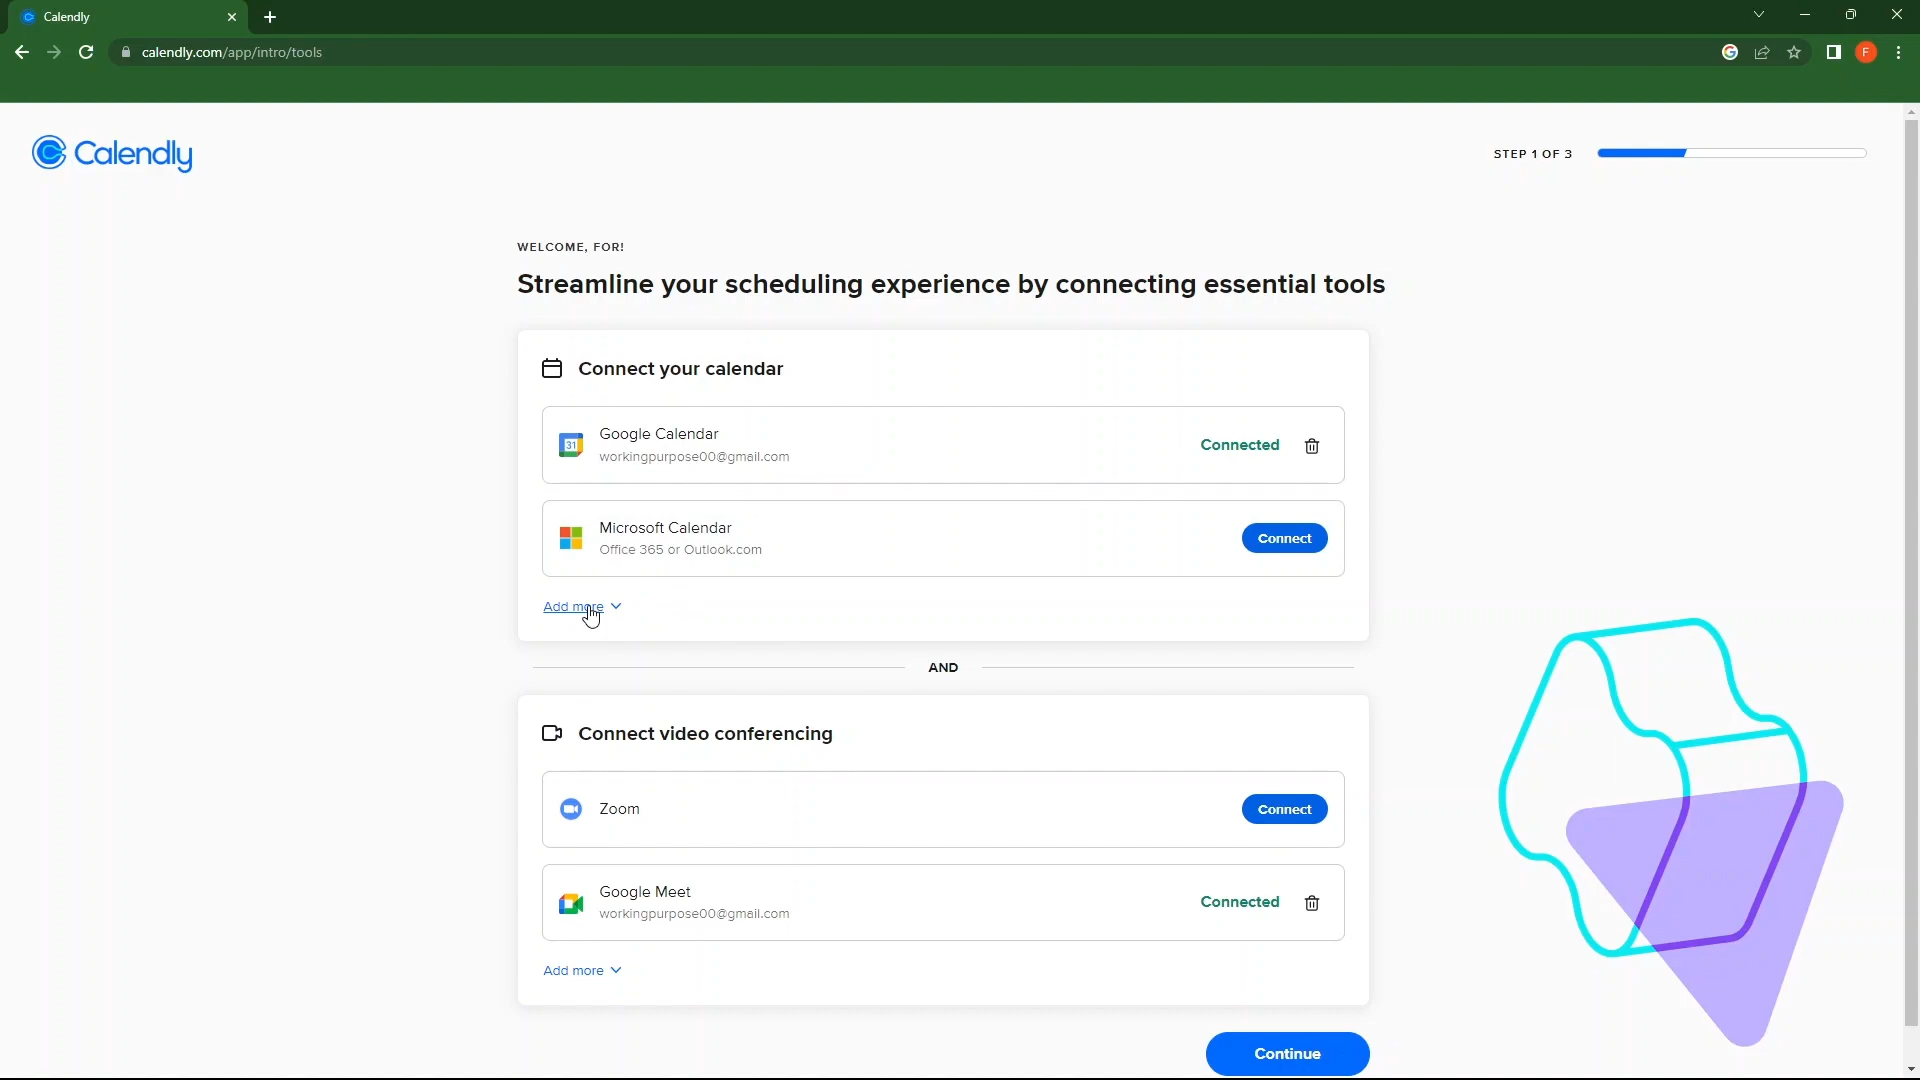 Calendly
calendly.com/app/intro/tools
F
Calendly
STEP 1 OF 3
WELCOME, FOR!
Streamline your scheduling experience by connecting essential tools
Connect your calendar
31
Google Calendar
workingpurpose00@gmail.com
Connected
Microsoft Calendar
Office 365 or Outlook.com
Connect
Add more
AND
Connect video conferencing
Zoom
Connect
Google Meet
workingpurpose00@gmail.com
Connected
Add more
Continue